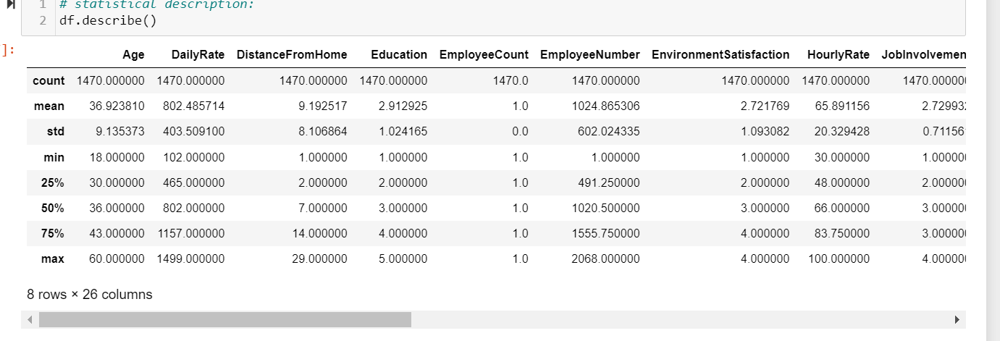 1 # statistical description:
2 df.describe()
]:
Age DailyRate DistanceFromHome Education EmployeeCount EmployeeNumber EnvironmentSatisfaction HourlyRate JobInvolvemen
count 1470.000000 1470.000000 1470.000000 1470.000000 1470.0 1470.000000 1470.000000 1470.000000 1470.00000
mean 36.923810 802.485714 9.192517 2.912925 1.0 1024.865306 2.721769 65.891156 2.72993
std 9.135373 403.509100 8.106864 1.024165 0.0 602.024335 1.093082 20.329428 0.71156
min 18.000000 102.000000 1.000000 1.000000 1.0 1.000000 1.000000 30.000000 1.00000
25% 30.000000 465.000000 2.000000 2.000000 1.0 491.250000 2.000000 48.000000 2.00000
50% 36.000000 802.000000 7.000000 3.000000 1.0 1020.500000 3.000000 66.000000 3.00000
75% 43.000000 1157.000000 14.000000 4.000000 1.0 1555.750000 4.000000 83.750000 3.00000
max 60.000000 1499.000000 29.000000 5.000000 1.0 2068.000000 4.000000 100.000000 4.00000
8 rows × 26 columns